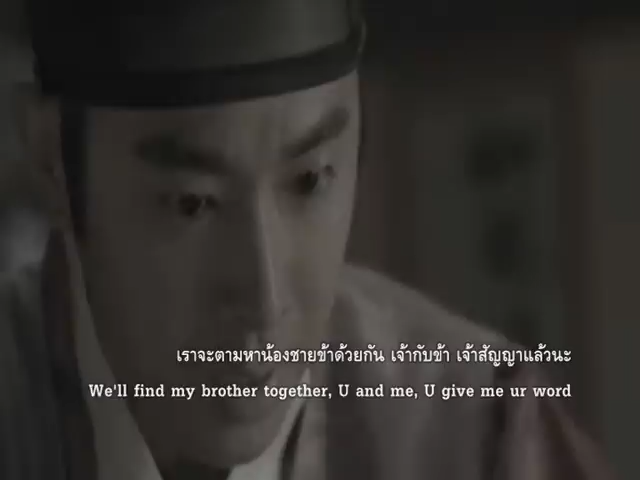 เราจะตามหาน้องชายข้าด้วยกัน เจ้ากับข้า เจ้าสัญญาแล้วนะ
We'll find my brother together, U and me, U give me ur word